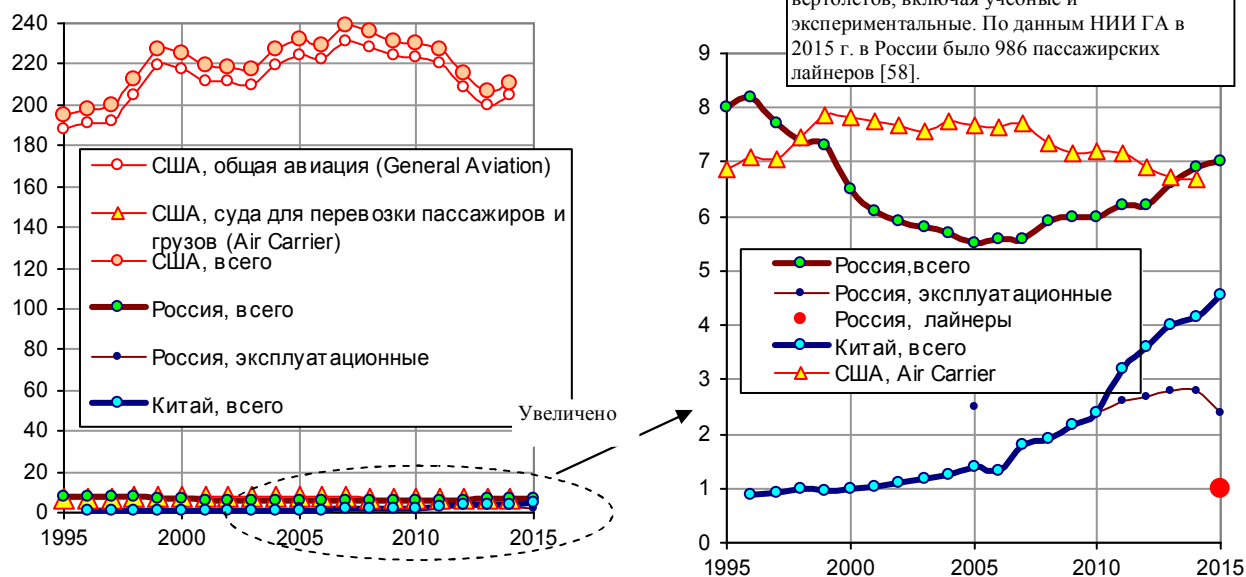 240
220
200
180
160
140
120
100
80
60
40
20
0
1995
2000
2005
2010
2015
США, общая авиация (General Aviation)
США, суда для перевозки пассажиров и
грузов (Air Carrier)
США, всего
Россия, всего
Россия, эксплуатационные
Китай, всего
Увеличено
вертолетов, включая учебные и
экспериментальные. По данным НИИ ГА в
2015 г. в России было 986 пассажирских
лайнеров [58].
9
8
7
6
5
4
3
2
1
0
1995
2000
2005
2010
2015
Россия,всего
Россия, эксплуатационные
Россия, лайнеры
Китай, всего
США, Air Carrier